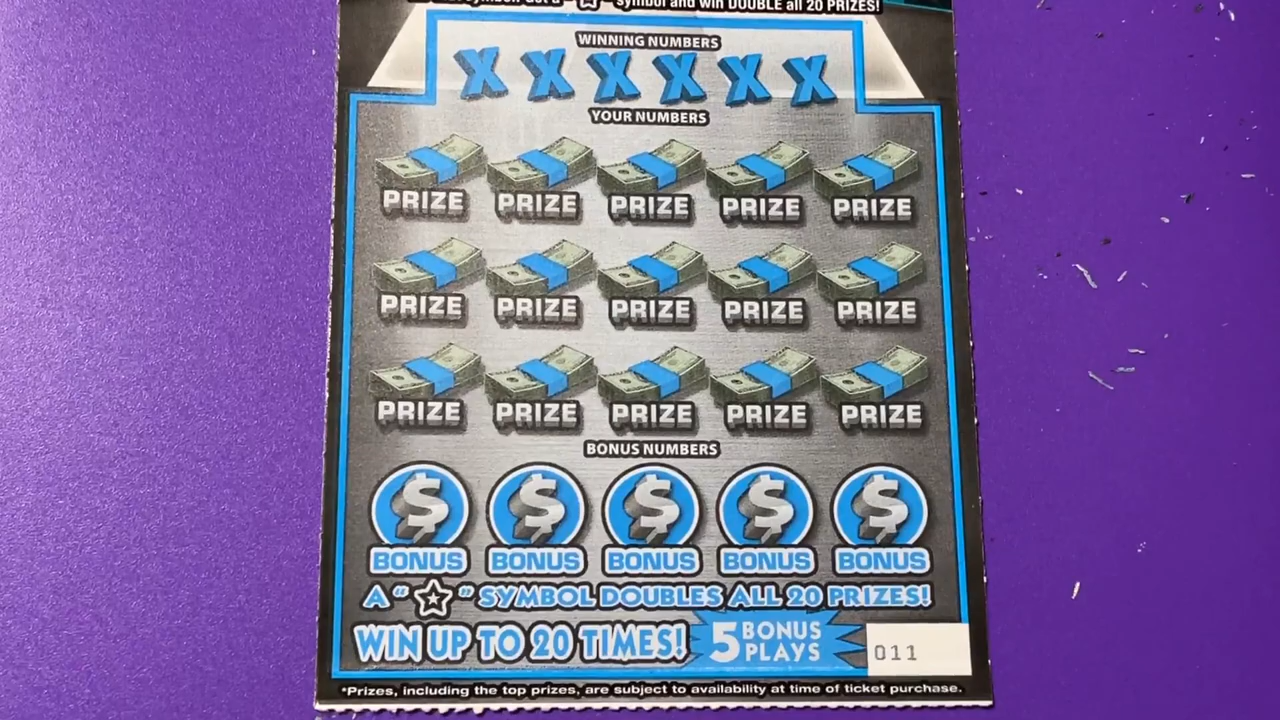 symbol and win DOUBLE all 20 PRIZES!
WINNING NUMBERS
X X X X X X
YOUR NUMBERS
PRIZE PRIZE PRIZE PRIZE PRIZE
PRIZE PRIZE PRIZE PRIZE PRIZE
PRIZE PRIZE PRIZE PRIZE PRIZE
BONUS NUMBERS
$ $ $ $ $
BONUS BONUS BONUS BONUS BONUS
A "☆" SYMBOL DOUBLES ALL 20 PRIZES!
WIN UP TO 20 TIMES! 5 BONUS PLAYS
011
*Prizes, including the top prizes, are subject to availability at time of ticket purchase.